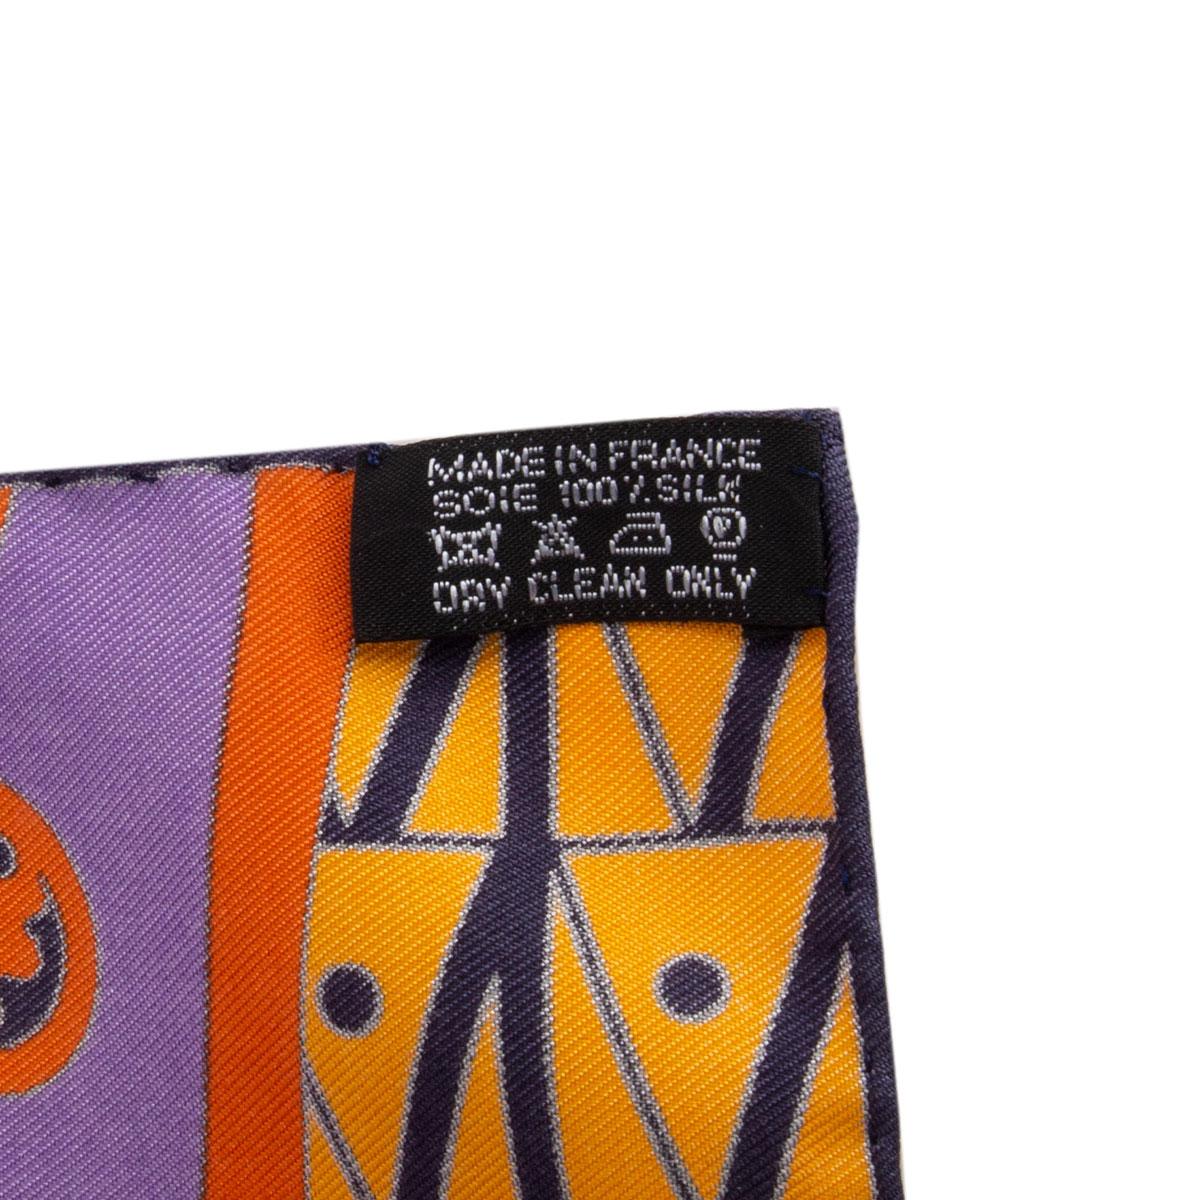 MADE IN FRANCE
SOIE 100% SILK
P
DRY CLEAN ONLY